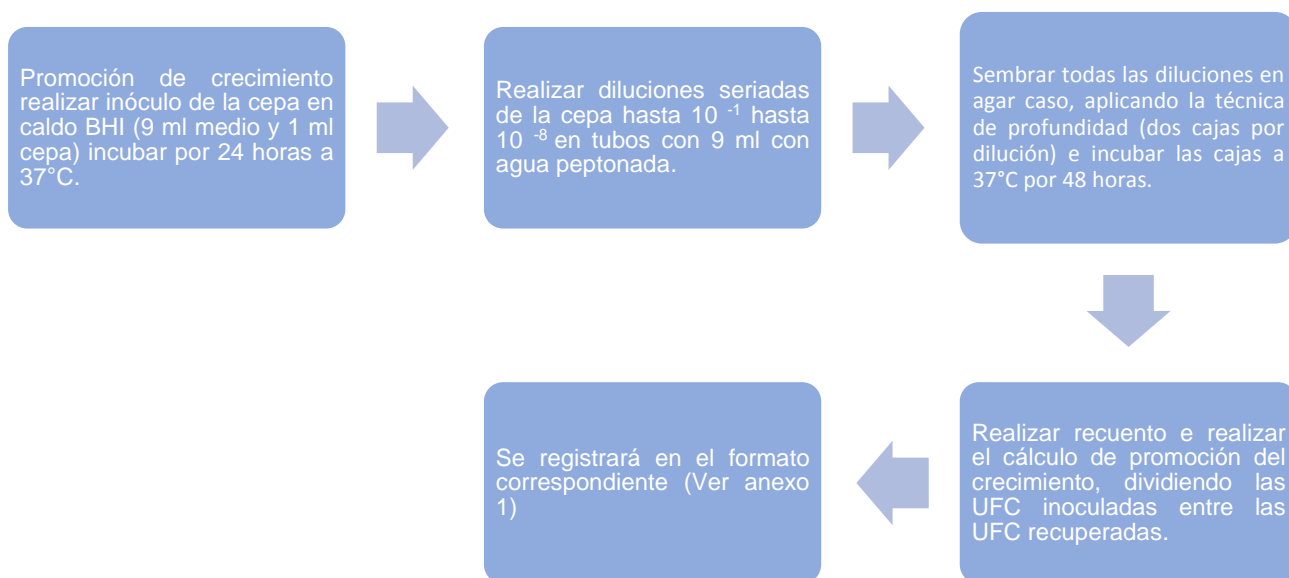 Promoción de crecimiento
realizar inóculo de la cepa en
caldo BHI (9 ml medio y 1 ml
cepa) incubar por 24 horas a
37°C.
Realizar diluciones seriadas
de la cepa hasta 10 -1 hasta
10 -8 en tubos con 9 ml con
agua peptonada.
Sembrar todas las diluciones en
agar caso, aplicando la técnica
de profundidad (dos cajas por
dilución) e incubar las cajas a
37°C por 48 horas.
Realizar recuento e realizar
el cálculo de promoción del
crecimiento, dividiendo las
UFC inoculadas entre las
UFC recuperadas.
Se registrará en el formato
correspondiente (Ver anexo
1)